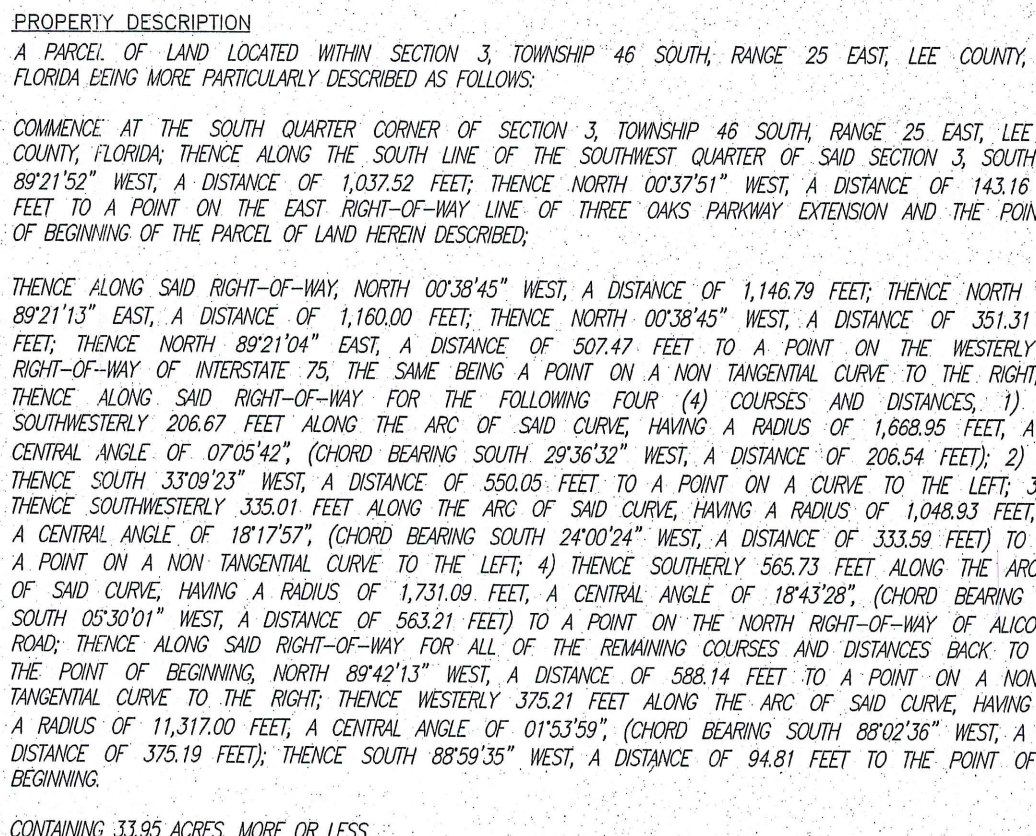 PROPERTY DESCRIPTION
A PARCEL OF LAND LOCATED WITHIN SECTION 3, TOWNSHIP 46 SOUTH, RANGE 25 EAST, LEE COUNTY,
FLORIDA BEING MORE PARTICULARLY DESCRIBED AS FOLLOWS:
COMMENCE AT THE SOUTH QUARTER CORNER OF SECTION 3, TOWNSHIP 46 SOUTH, RANGE 25 EAST, LEE
COUNTY, FLORIDA; THENCE ALONG THE SOUTH LINE OF THE SOUTHWEST QUARTER OF SAID SECTION 3, SOUTH
89°21'52" WEST, A DISTANCE OF 1,037.52 FEET; THENCE NORTH 00°37'51" WEST, A DISTANCE OF 143.16
FEET TO A POINT ON THE EAST RIGHT-OF-WAY LINE OF THREE OAKS PARKWAY EXTENSION AND THE POIN
OF BEGINNING OF THE PARCEL OF LAND HEREIN DESCRIBED;
THENCE ALONG SAID RIGHT-OF-WAY, NORTH 00°38'45" WEST, A DISTANCE OF 1,146.79 FEET; THENCE NORTH
89°21'13" EAST, A DISTANCE OF 1,160.00 FEET; THENCE NORTH 00°38'45" WEST, A DISTANCE OF 351.31
FEET; THENCE NORTH 89°21'04" EAST, A DISTANCE OF 507.47 FEET TO A POINT ON THE WESTERLY
RIGHT-OF-WAY OF INTERSTATE 75, THE SAME BEING A POINT ON A NON TANGENTIAL CURVE TO THE RIGHT,
THENCE ALONG SAID RIGHT-OF-WAY FOR THE FOLLOWING FOUR (4) COURSES AND DISTANCES, 1)
SOUTHWESTERLY 206.67 FEET ALONG THE ARC OF SAID CURVE, HAVING A RADIUS OF 1,668.95 FEET, A
CENTRAL ANGLE OF 07°05'42", (CHORD BEARING SOUTH 29°36'32" WEST, A DISTANCE OF 206.54 FEET); 2)
THENCE SOUTH 33°09'23" WEST, A DISTANCE OF 550.05 FEET TO A POINT ON A CURVE TO THE LEFT; 3
THENCE SOUTHWESTERLY 335.01 FEET ALONG THE ARC OF SAID CURVE, HAVING A RADIUS OF 1,048.93 FEET,
A CENTRAL ANGLE OF 18°17'57", (CHORD BEARING SOUTH 24°00'24" WEST, A DISTANCE OF 333.59 FEET) TO
A POINT ON A NON TANGENTIAL CURVE TO THE LEFT; 4) THENCE SOUTHERLY 565.73 FEET ALONG THE ARC
OF SAID CURVE, HAVING A RADIUS OF 1,731.09 FEET, A CENTRAL ANGLE OF 18°43'28", (CHORD BEARING
SOUTH 05°30'01" WEST, A DISTANCE OF 563.21 FEET) TO A POINT ON THE NORTH RIGHT-OF-WAY OF ALICO
ROAD; THENCE ALONG SAID RIGHT-OF-WAY FOR ALL OF THE REMAINING COURSES AND DISTANCES BACK TO
THE POINT OF BEGINNING, NORTH 89°42'13" WEST, A DISTANCE OF 588.14 FEET TO A POINT ON A NON
TANGENTIAL CURVE TO THE RIGHT; THENCE WESTERLY 375.21 FEET ALONG THE ARC OF SAID CURVE, HAVING
A RADIUS OF 11,317.00 FEET, A CENTRAL ANGLE OF 01°53'59", (CHORD BEARING SOUTH 88°02'36" WEST, A
DISTANCE OF 375.19 FEET); THENCE SOUTH 88°59'35" WEST, A DISTANCE OF 94.81 FEET TO THE POINT OF
BEGINNING.
CONTAINING 33.95 ACRES, MORE OR LESS